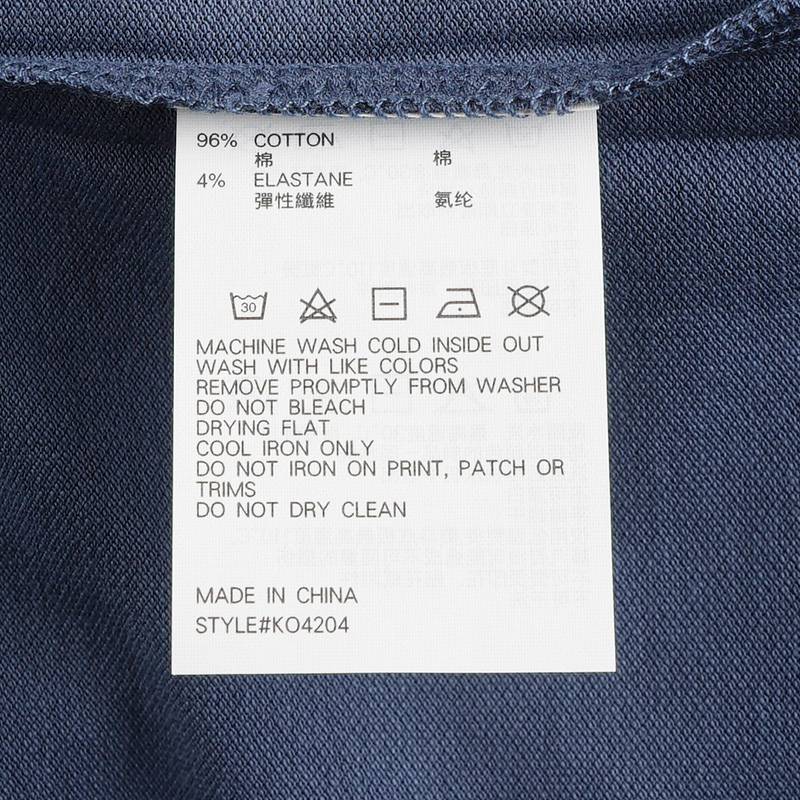 96% COTTON
棉 棉
4% ELASTANE
彈性纖維 氨纶
30
MACHINE WASH COLD INSIDE OUT
WASH WITH LIKE COLORS
REMOVE PROMPTLY FROM WASHER
DO NOT BLEACH
DRYING FLAT
COOL IRON ONLY
DO NOT IRON ON PRINT, PATCH OR
TRIMS
DO NOT DRY CLEAN
MADE IN CHINA
STYLE#KO4204